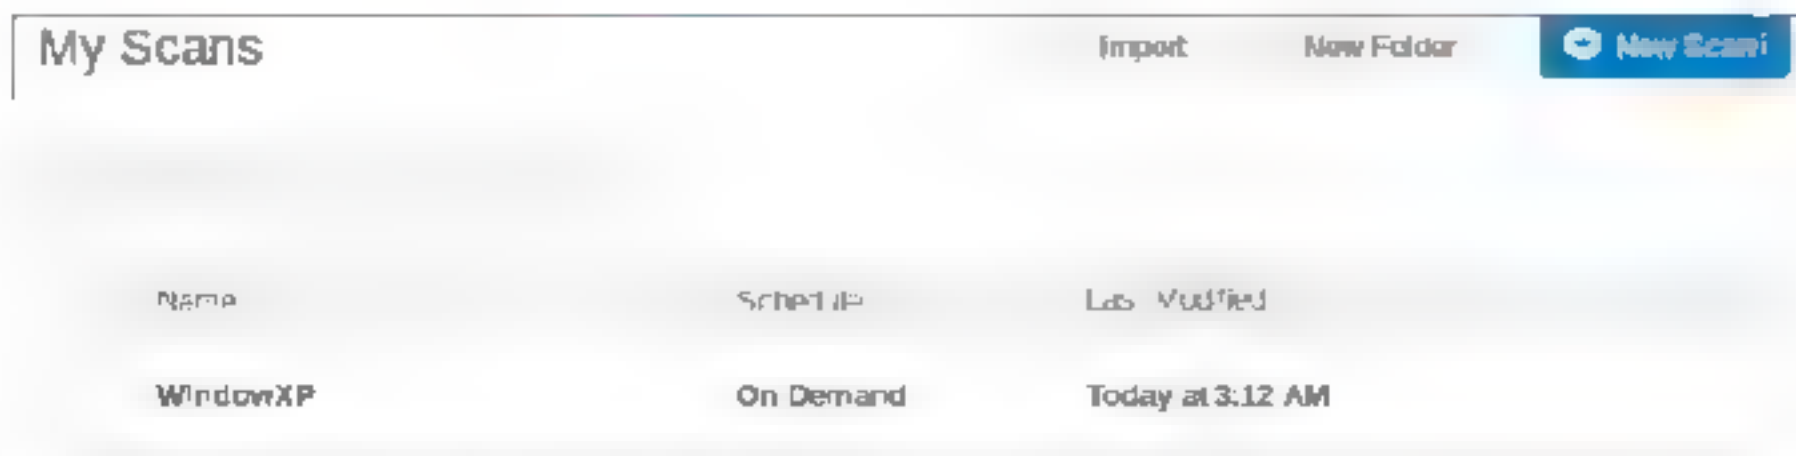 My Scans Import New Folder New Scan
Name Schedule Last Modified
WindowXP On Demand Today at 3:12 AM